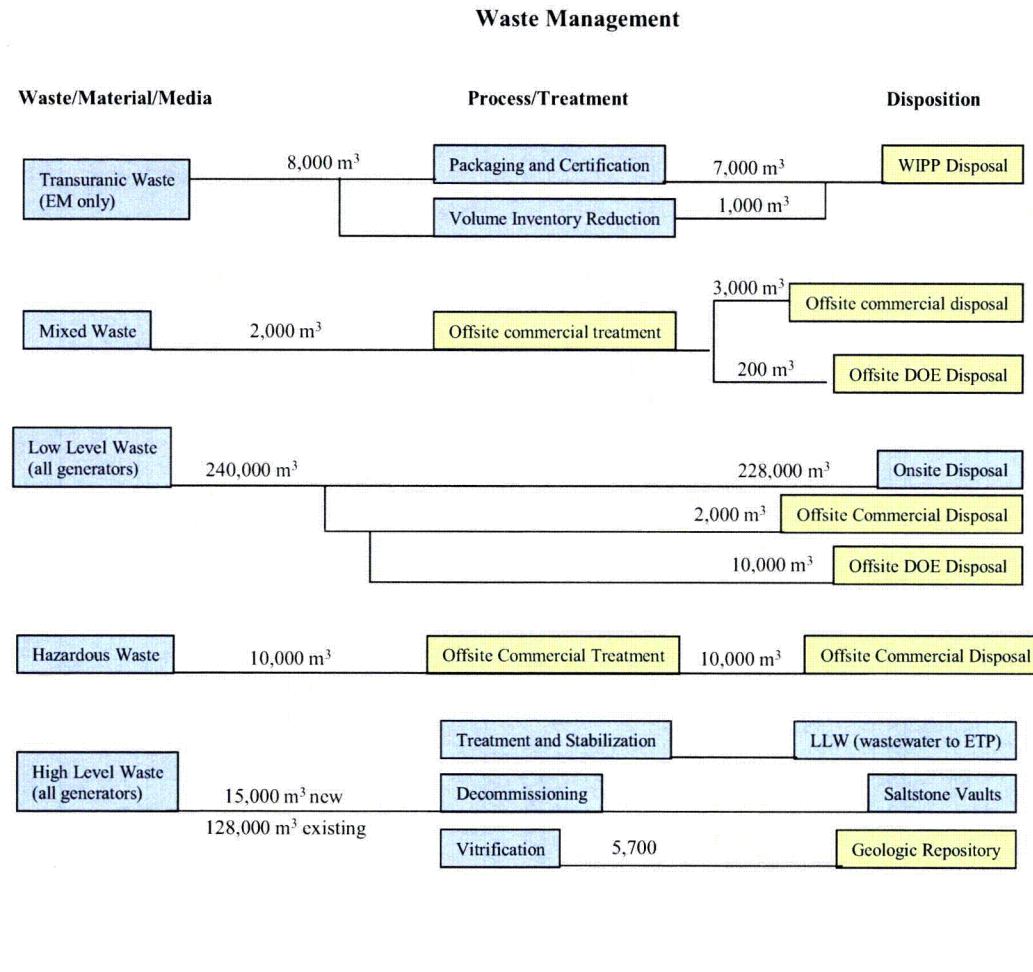 Waste Management
Waste/Material/Media
Process/Treatment
Disposition
Transuranic Waste
(EM only)
8,000 m³
Packaging and Certification
7,000 m³
WIPP Disposal
Volume Inventory Reduction
1,000 m³
Mixed Waste
2,000 m³
Offsite commercial treatment
3,000 m³
Offsite commercial disposal
200 m³
Offsite DOE Disposal
Low Level Waste
(all generators)
240,000 m³
228,000 m³
Onsite Disposal
2,000 m³
Offsite Commercial Disposal
10,000 m³
Offsite DOE Disposal
Hazardous Waste
10,000 m³
Offsite Commercial Treatment
10,000 m³
Offsite Commercial Disposal
High Level Waste
(all generators)
15,000 m³ new
128,000 m³ existing
Treatment and Stabilization
LLW (wastewater to ETP)
Decommissioning
Saltstone Vaults
Vitrification
5,700
Geologic Repository